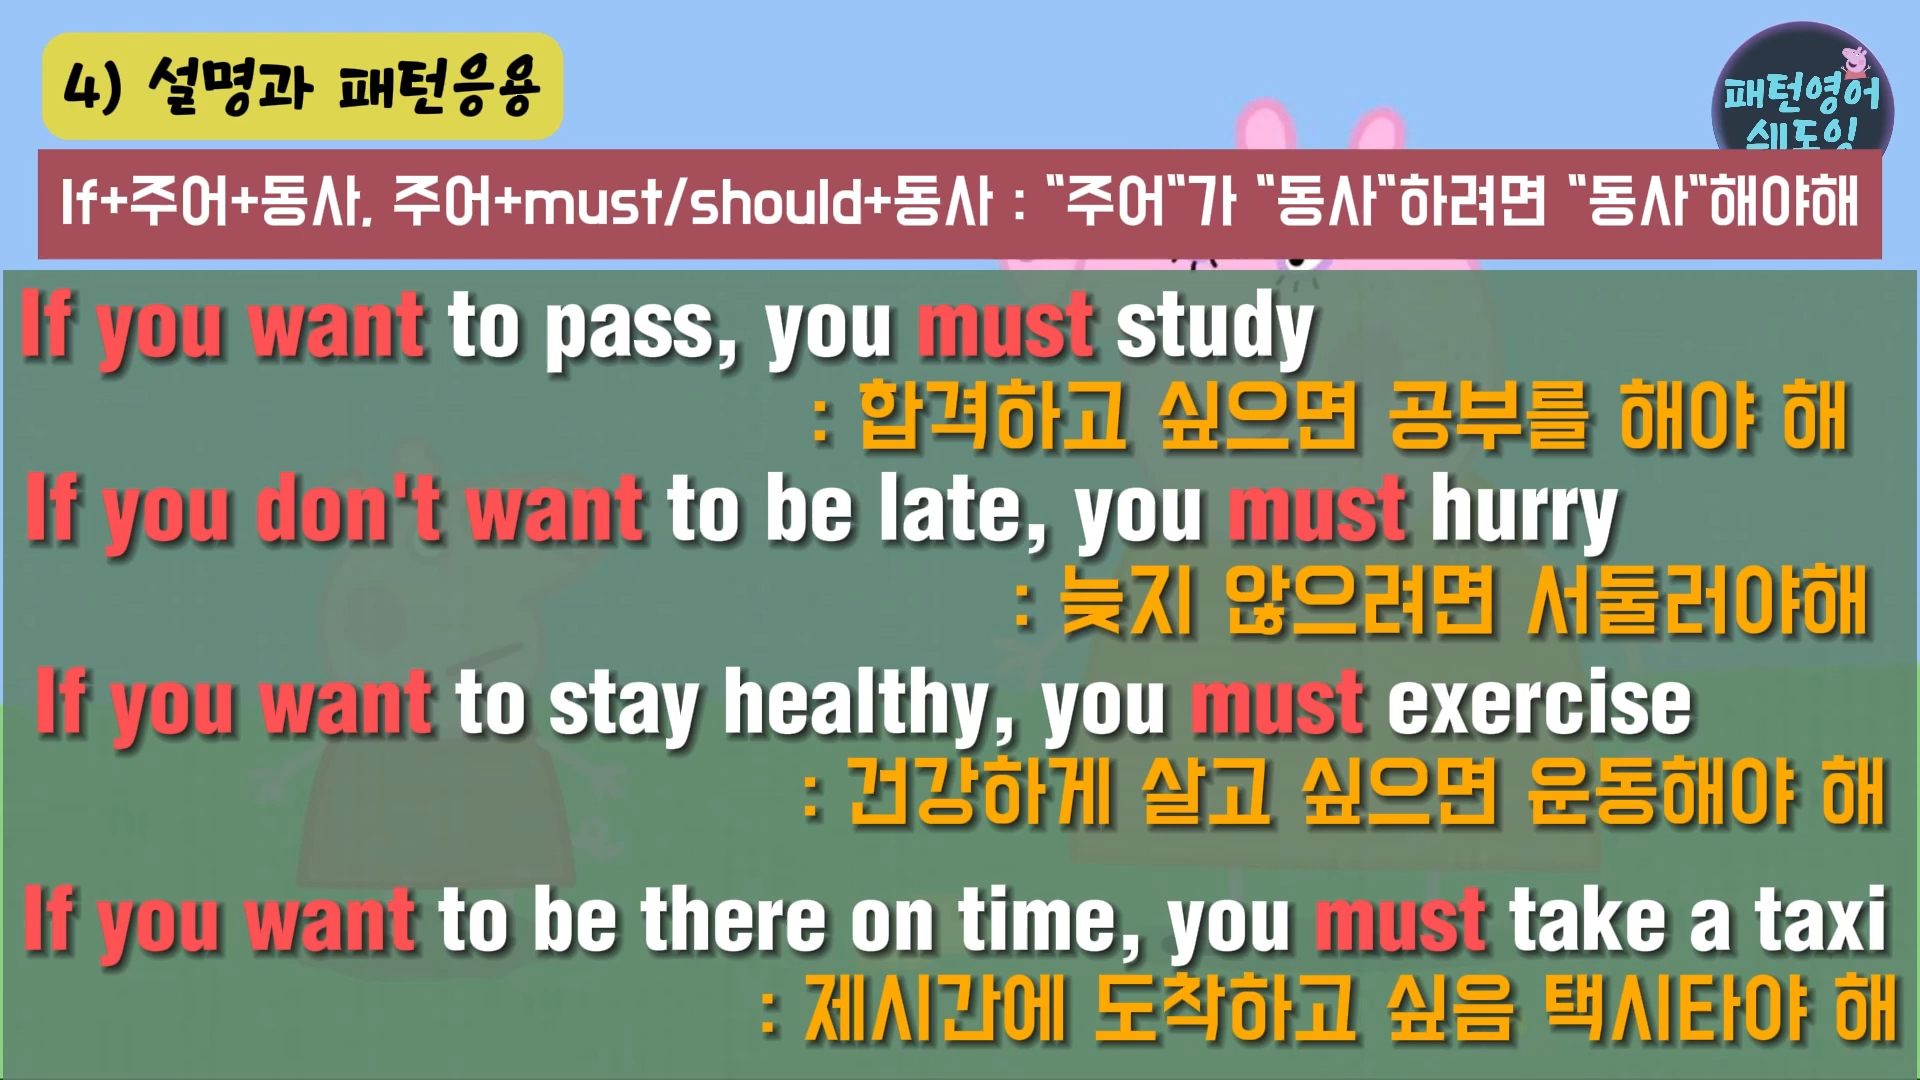 4) 설명과 패턴응용
패턴영어
쉐도잉
If+주어+동사, 주어+must/should+동사 : "주어"가 "동사"하려면 "동사"해야해
If you want to pass, you must study
: 합격하고 싶으면 공부를 해야 해
If you don't want to be late, you must hurry
: 늦지 않으려면 서둘러야해
If you want to stay healthy, you must exercise
: 건강하게 살고 싶으면 운동해야 해
If you want to be there on time, you must take a taxi
: 제시간에 도착하고 싶음 택시타야 해